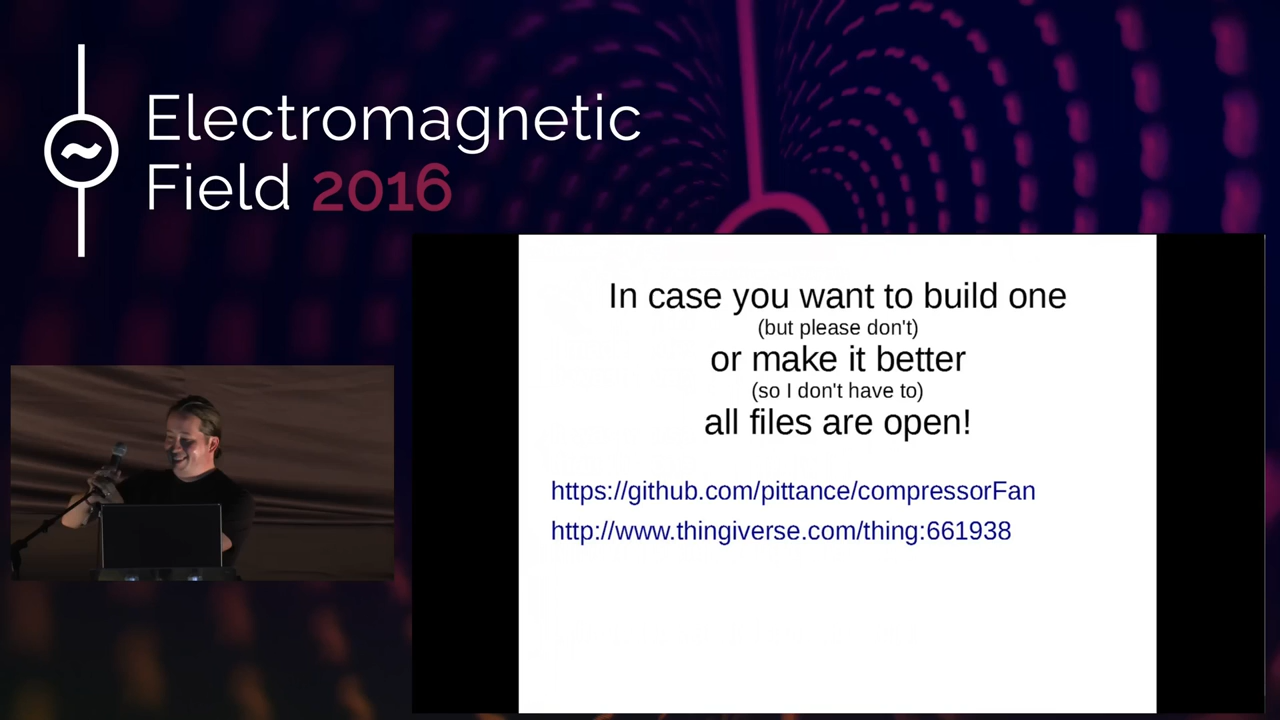 Electromagnetic
Field 2016
In case you want to build one
(but please don't)
or make it better
(so I don't have to)
all files are open!
https://github.com/pittance/compressorFan
http://www.thingiverse.com/thing:661938